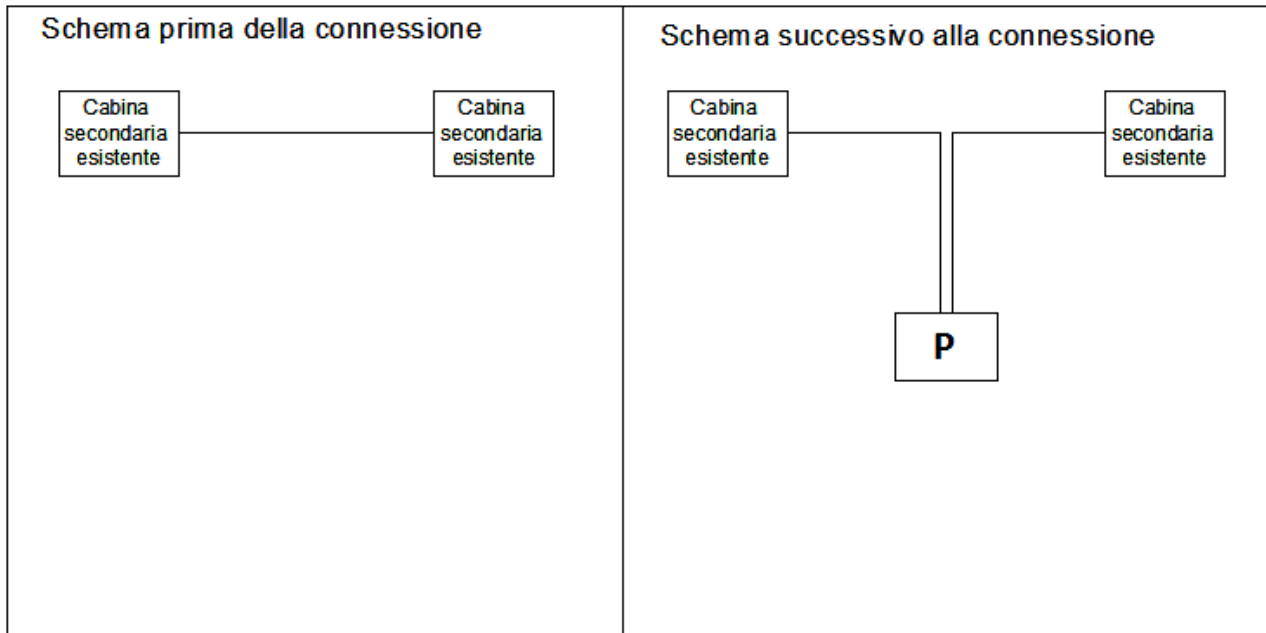 Schema prima della connessione
Cabina
secondaria
esistente
Cabina
secondaria
esistente
Schema successivo alla connessione
Cabina
secondaria
esistente
Cabina
secondaria
esistente
P